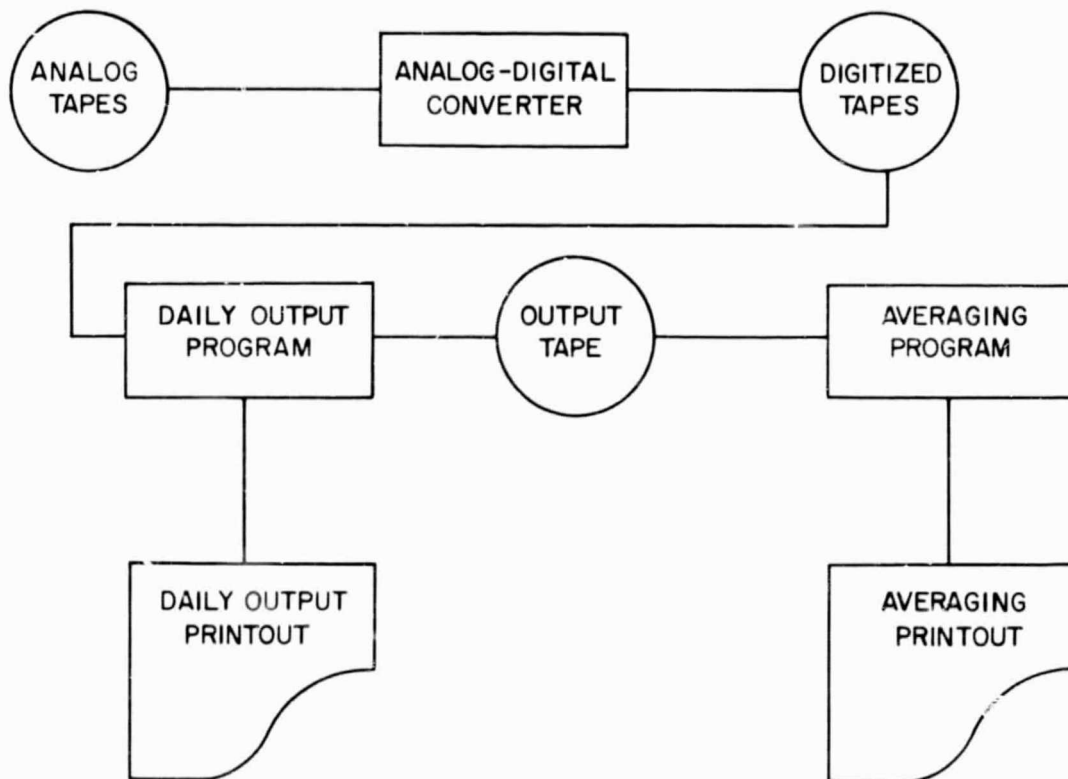 ANALOG
TAPES
ANALOG-DIGITAL
CONVERTER
DIGITIZED
TAPES
DAILY OUTPUT
PROGRAM
OUTPUT
TAPE
AVERAGING
PROGRAM
DAILY OUTPUT
PRINTOUT
AVERAGING
PRINTOUT